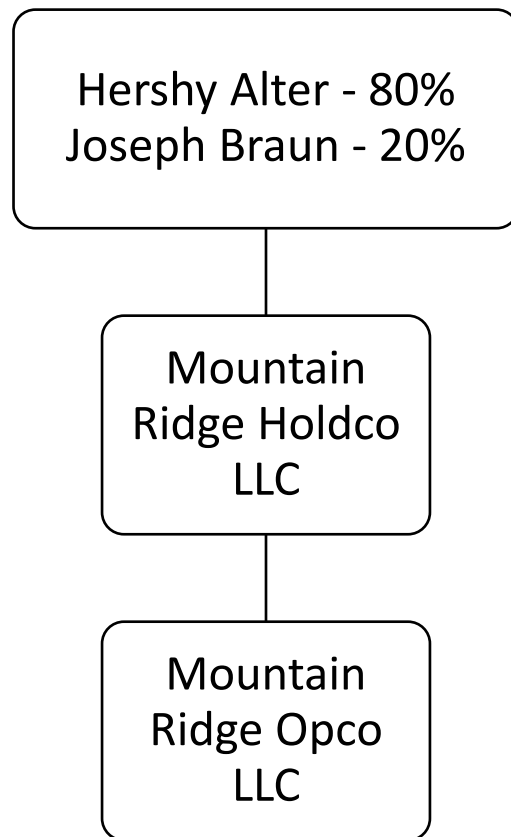 Hershy Alter - 80%
Joseph Braun - 20%
Mountain
Ridge Holdco
LLC
Mountain
Ridge Opco
LLC